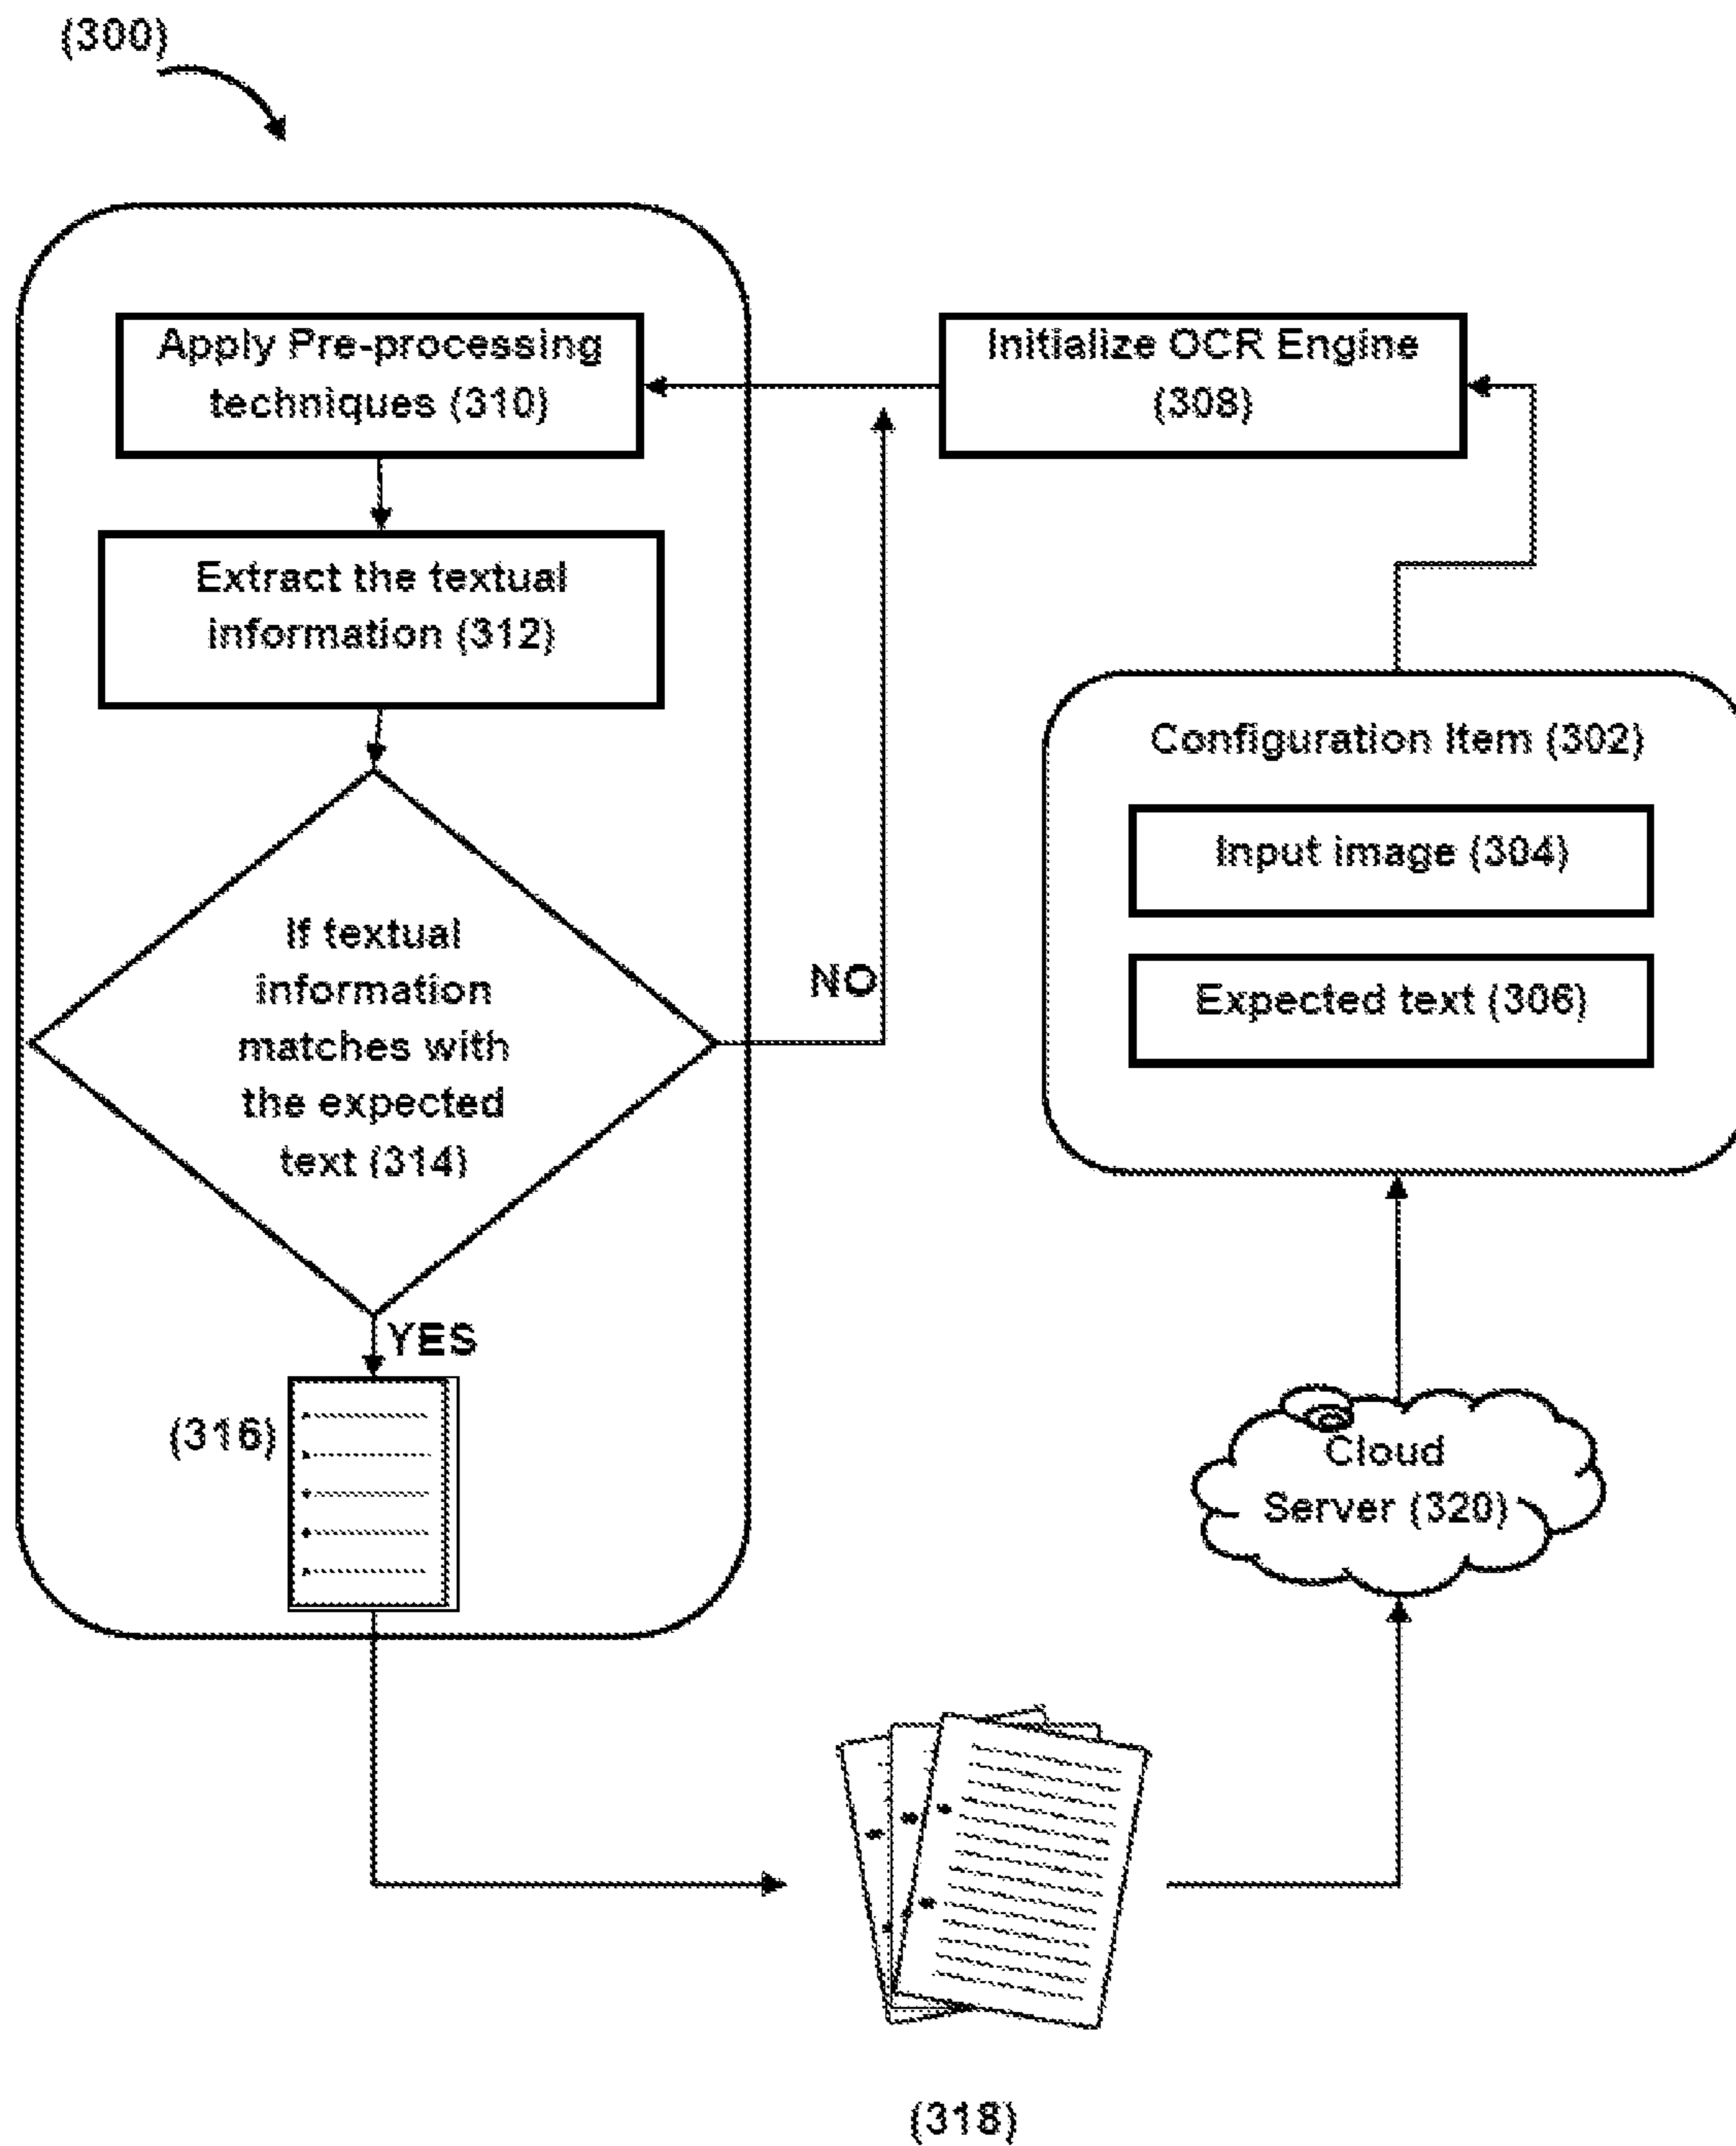 (300)
Apply Pre-processing
techniques (310)
Initialize OCR Engine
(308)
Extract the textual
information (312)
Configuration Item (302)
Input image (304)
Expected text (306)
If textual
information
matches with
the expected
text (314)
NO
YES
(316)
Cloud
Server (320)
(318)